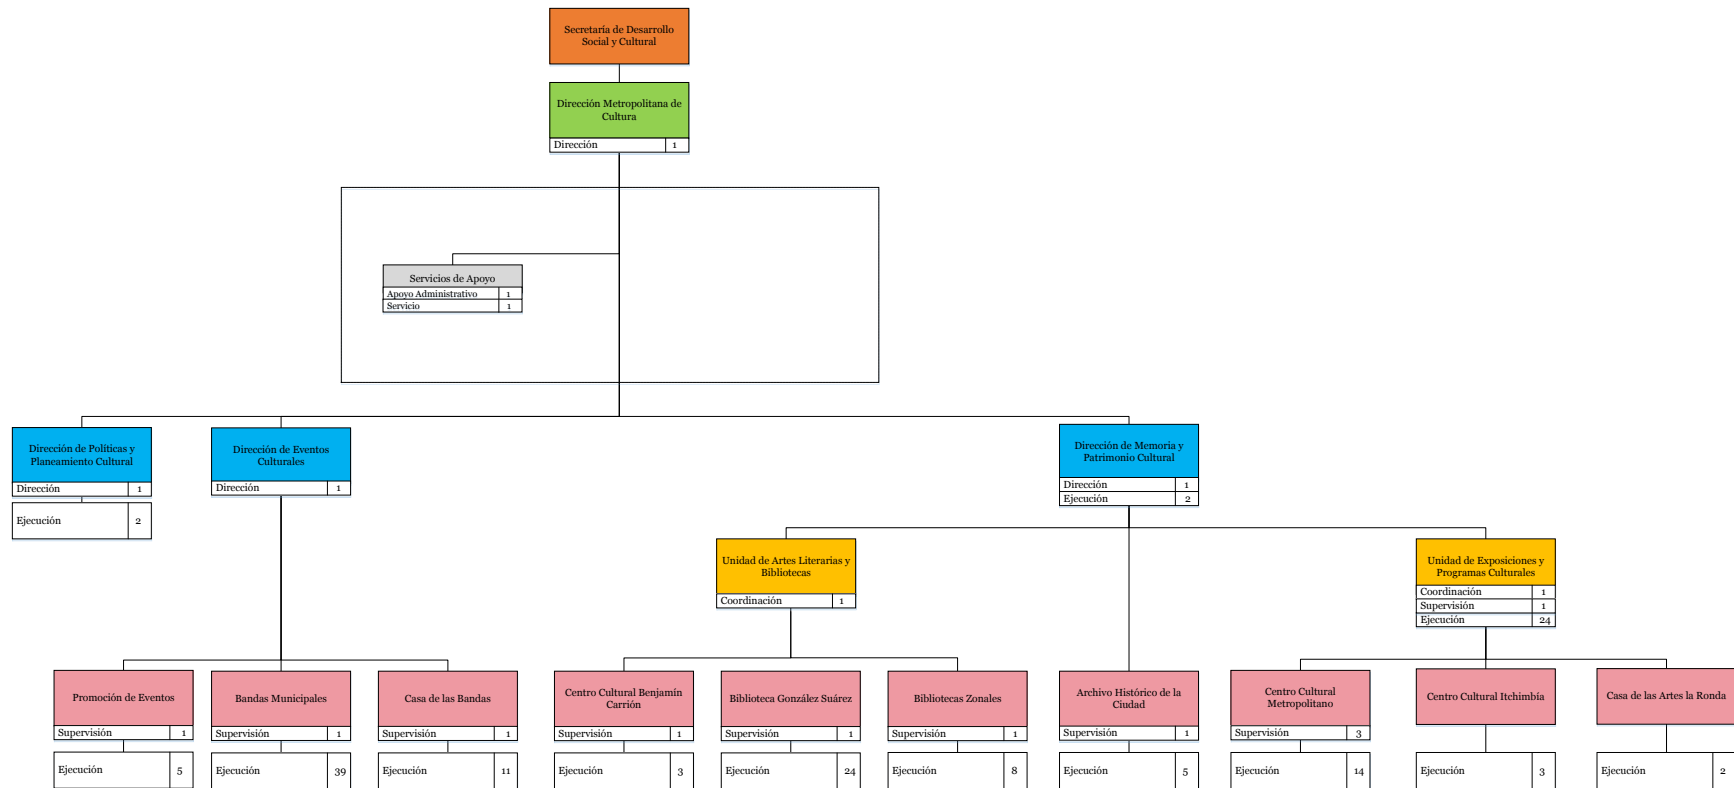 Secretaría de Desarrollo
Social y Cultural
Dirección Metropolitana de
Cultura
Dirección 1
Servicios de Apoyo
Apoyo Administrativo 1
Servicio 1
Dirección de Políticas y
Planeamiento Cultural
Dirección 1
Ejecución 2
Dirección de Eventos
Culturales
Dirección 1
Dirección de Memoria y
Patrimonio Cultural
Dirección 1
Ejecución 2
Unidad de Artes Literarias y
Bibliotecas
Coordinación 1
Unidad de Exposiciones y
Programas Culturales
Coordinación 1
Supervisión 1
Ejecución 24
Promoción de Eventos
Supervisión 1
Ejecución 5
Bandas Municipales
Supervisión 1
Ejecución 39
Casa de las Bandas
Supervisión 1
Ejecución 11
Centro Cultural Benjamín
Carrión
Supervisión 1
Ejecución 3
Biblioteca González Suárez
Supervisión 1
Ejecución 24
Bibliotecas Zonales
Supervisión 1
Ejecución 8
Archivo Histórico de la
Ciudad
Supervisión 1
Ejecución 5
Centro Cultural
Metropolitano
Supervisión 3
Ejecución 14
Centro Cultural Itchimbía
Ejecución 3
Casa de las Artes la Ronda
Ejecución 2